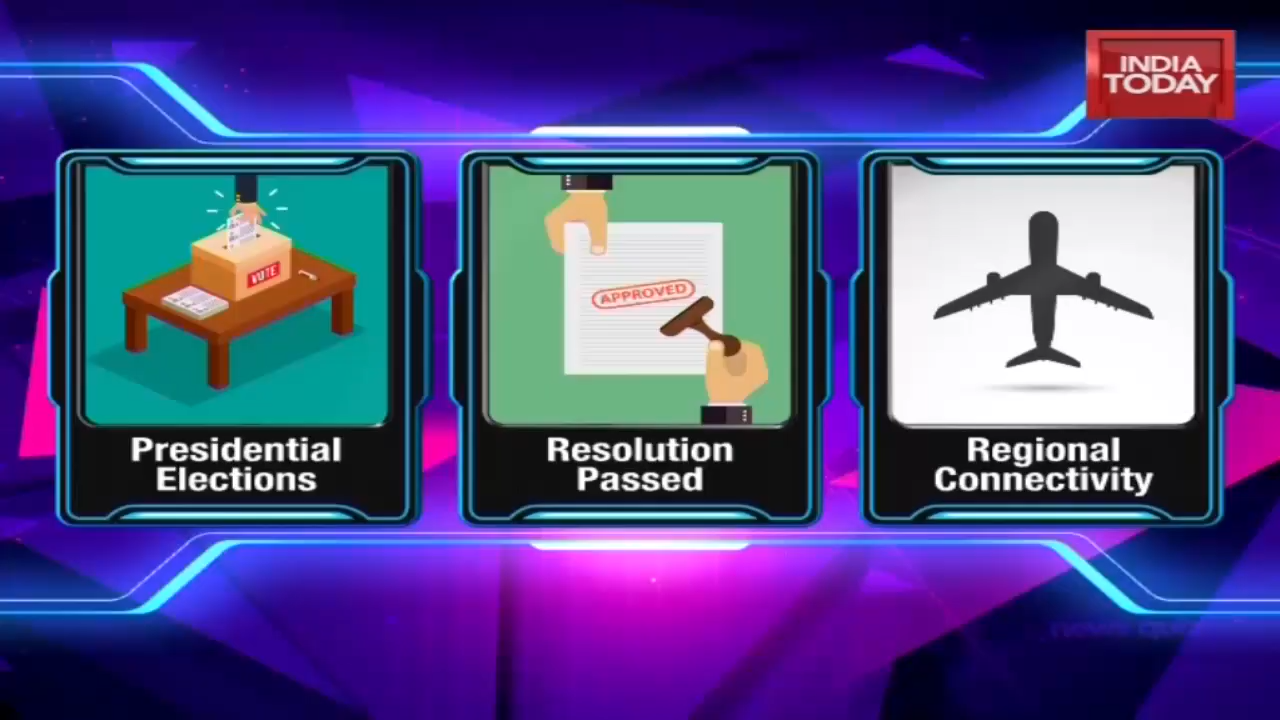 INDIA
TODAY
VOTE
APPROVED
Presidential
Elections
Resolution
Passed
Regional
Connectivity